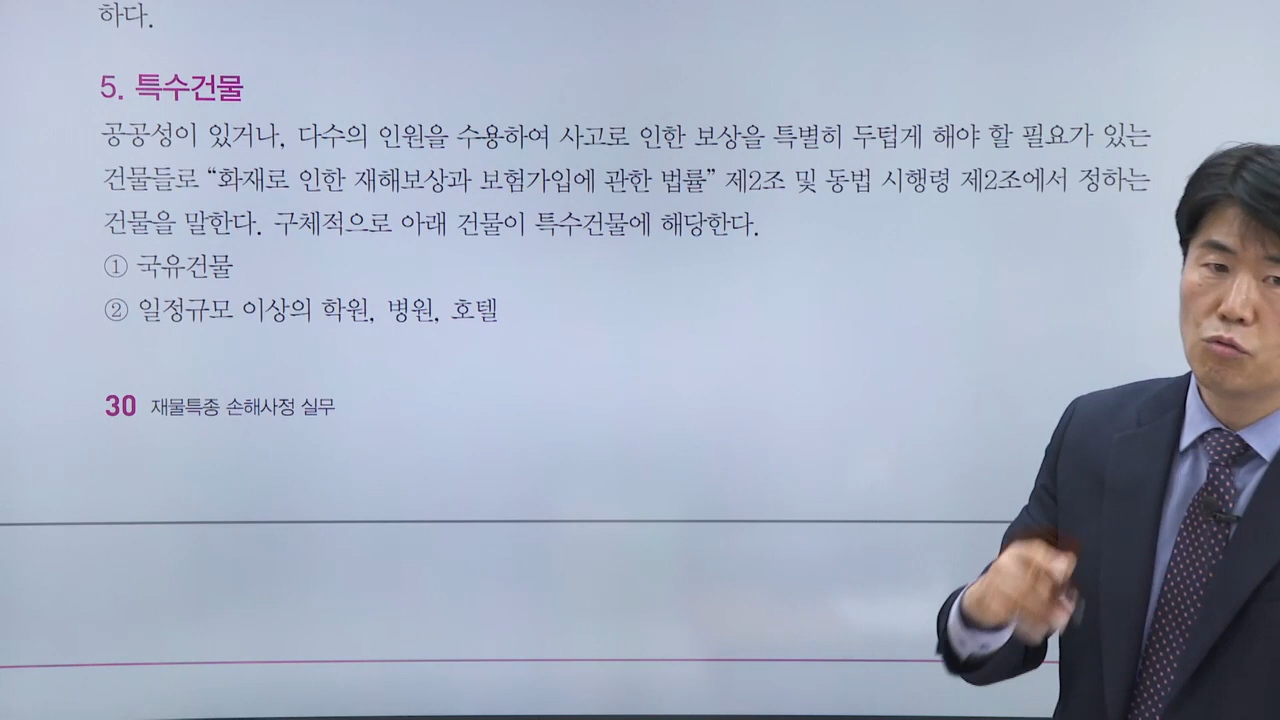 하다.
5. 특수건물
공공성이 있거나, 다수의 인원을 수용하여 사고로 인한 보상을 특별히 두텁게 해야 할 필요가 있는
건물들로 “화재로 인한 재해보상과 보험가입에 관한 법률” 제2조 및 동법 시행령 제2조에서 정하는
건물을 말한다. 구체적으로 아래 건물이 특수건물에 해당한다.
① 국유건물
② 일정규모 이상의 학원, 병원, 호텔
30 재물특종 손해사정 실무